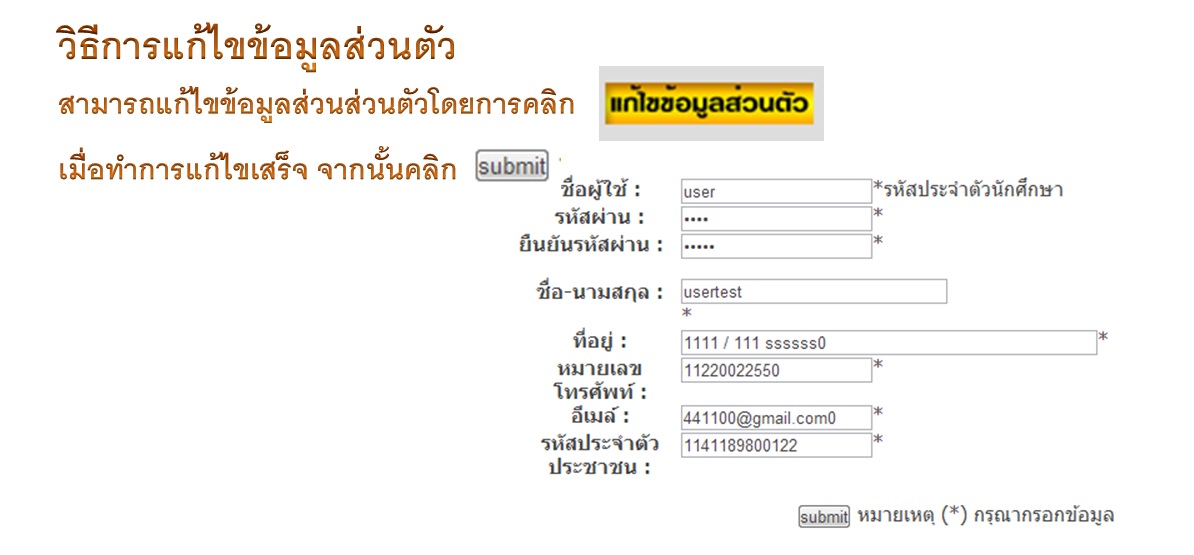 วิธีการแก้ไขข้อมูลส่วนตัว
สามารถแก้ไขข้อมูลส่วนส่วนตัวโดยการคลิก แก้ไขข้อมูลส่วนตัว
เมื่อทำการแก้ไขเสร็จ จากนั้นคลิก submit
ชื่อผู้ใช้ : user *รหัสประจำตัวนักศึกษา
รหัสผ่าน : •••• *
ยืนยันรหัสผ่าน : ••••• *
ชื่อ-นามสกุล : usertest
*
ที่อยู่ : 1111 / 111 ssssss0 *
หมายเลข 11220022550 *
โทรศัพท์ :
อีเมล์ : 441100@gmail.com0 *
รหัสประจำตัว 1141189800122 *
ประชาชน :
submit หมายเหตุ (*) กรุณากรอกข้อมูล